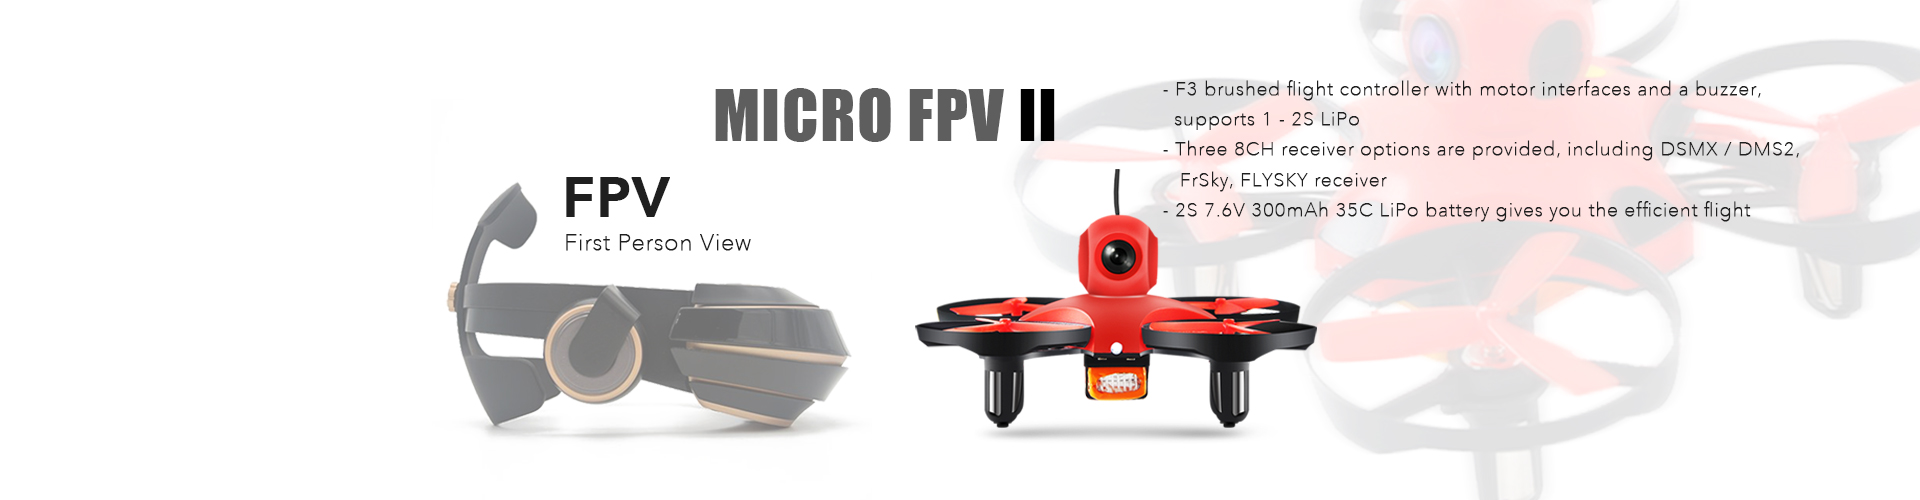 MICRO FPV II
FPV
First Person View
- F3 brushed flight controller with motor interfaces and a buzzer,
supports 1 - 2S LiPo
- Three 8CH receiver options are provided, including DSMX / DMS2,
FrSky, FLYSKY receiver
- 2S 7.6V 300mAh 35C LiPo battery gives you the efficient flight